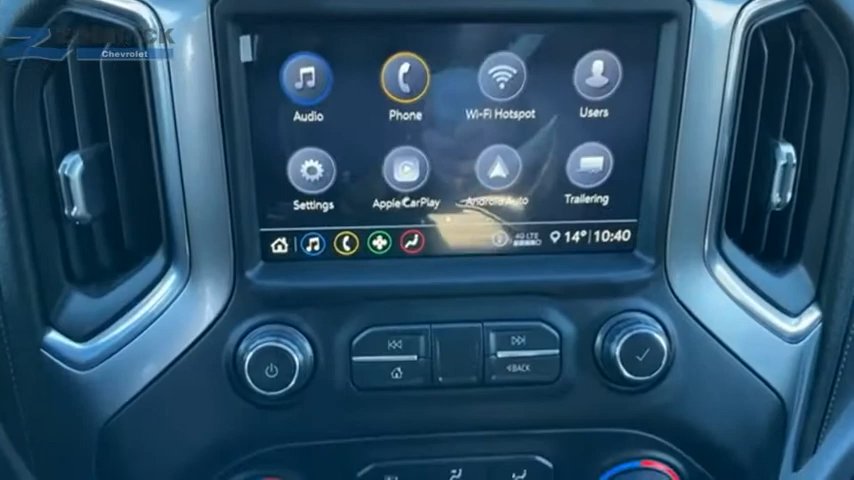 Chevrolet
Audio
Phone
Wi-Fi Hotspot
Users
Settings
Apple CarPlay
Android Auto
Trailering
4G LTE
14° 10:40
BACK